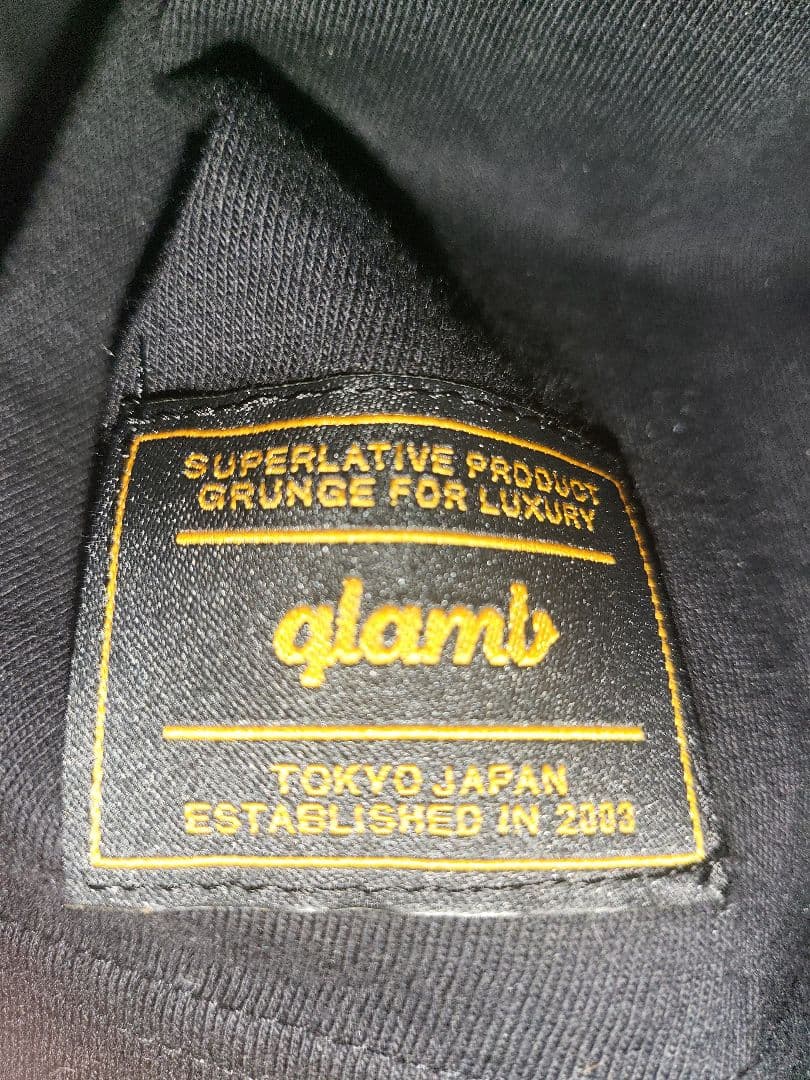 SUPERLATIVE PRODUCT
GRUNGE FOR LUXURY
glamb
TOKYO JAPAN
ESTABLISHED IN 2003